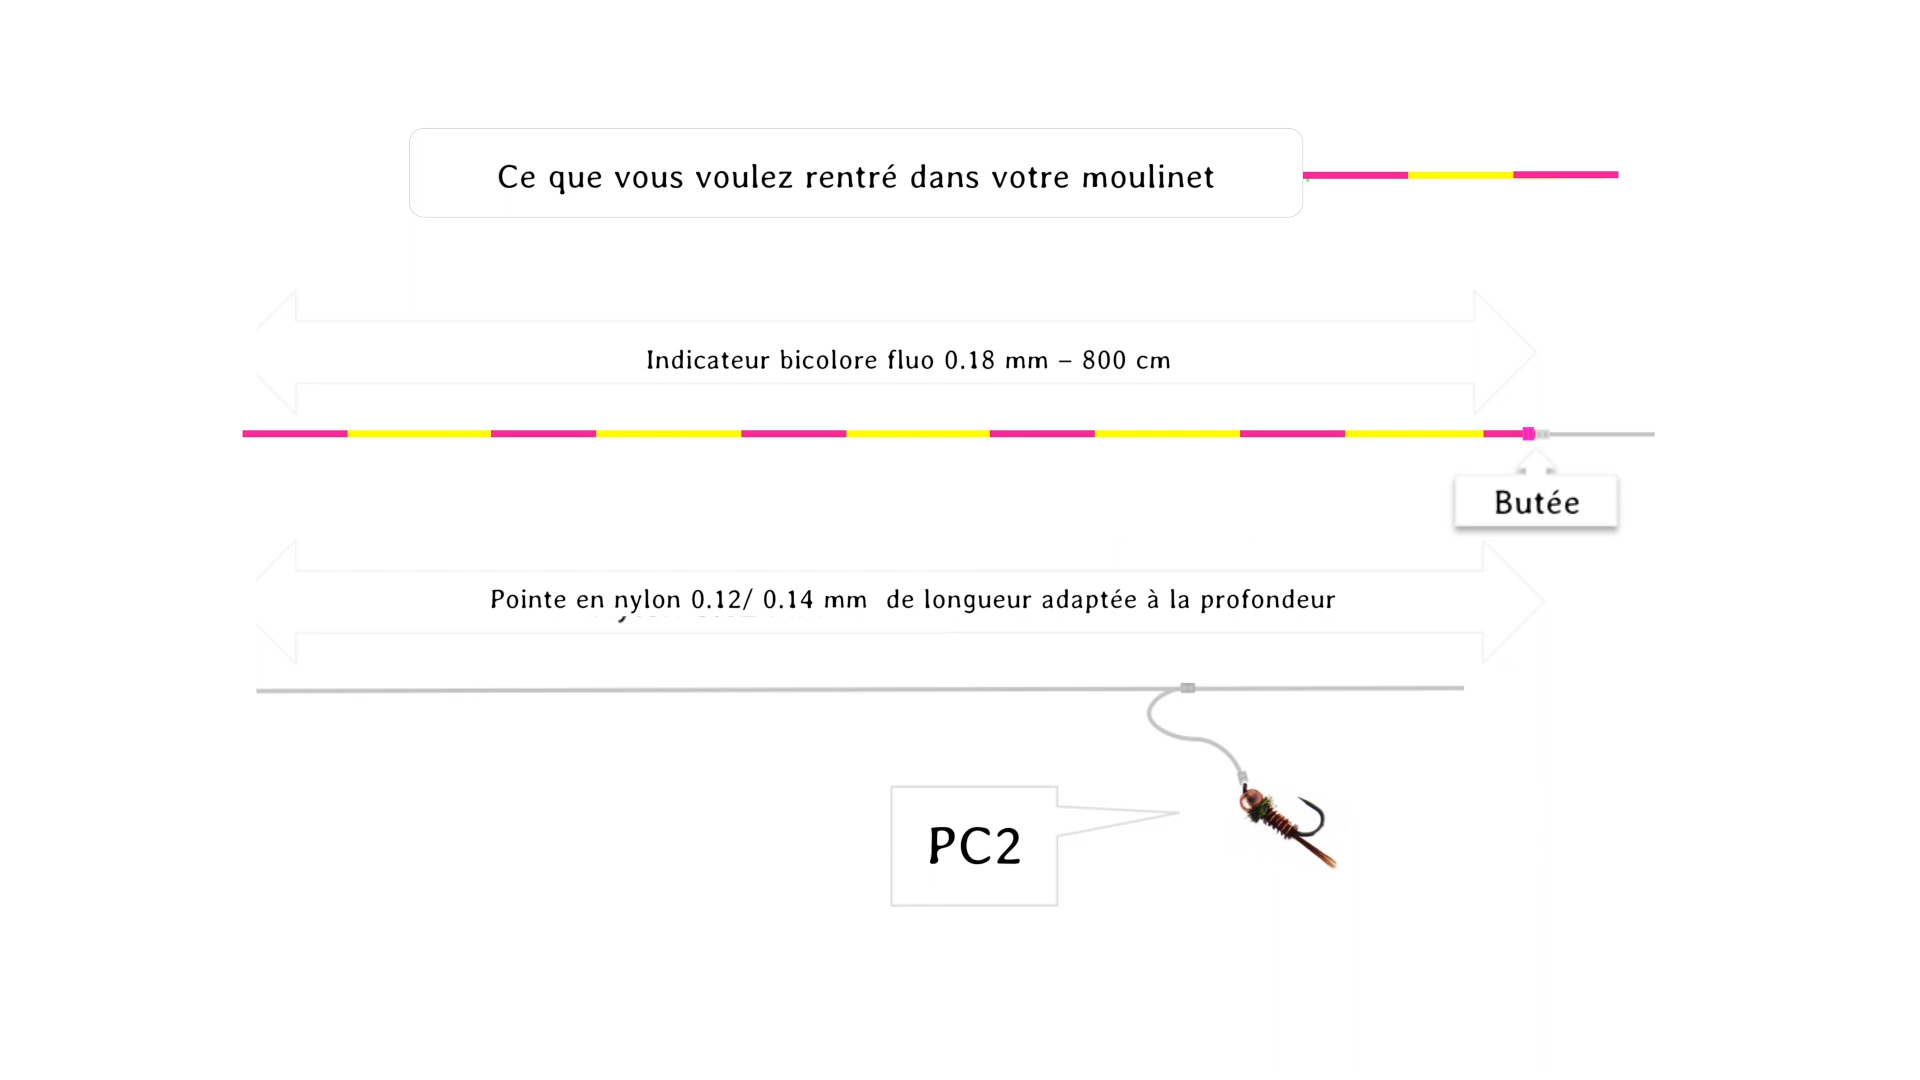 Ce que vous voulez rentré dans votre moulinet
Indicateur bicolore fluo 0.18 mm – 800 cm
Butée
Pointe en nylon 0.12/ 0.14 mm de longueur adaptée à la profondeur
PC2